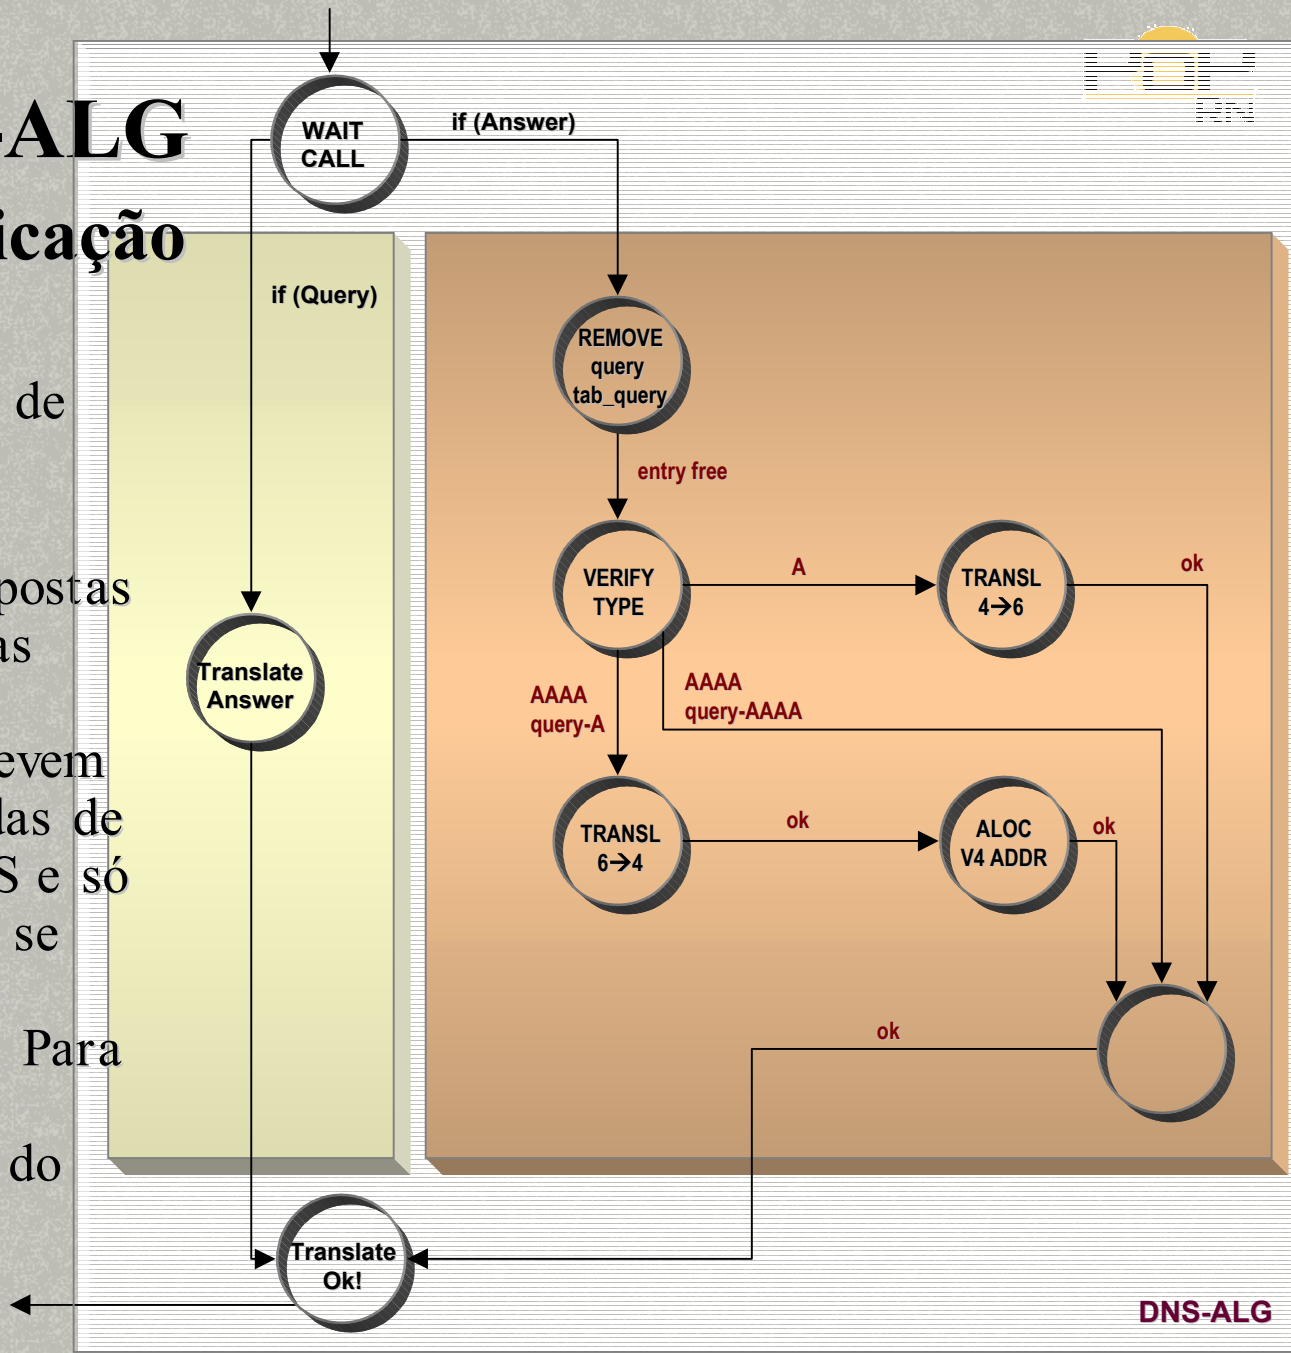 -ALG
icação
de
postas
as
evem
das de
S e só
se
Para
do
WAIT
CALL
if (Answer)
if (Query)
REMOVE
query
tab_query
entry free
VERIFY
TYPE
A
TRANSL
4→6
ok
Translate
Answer
AAAA
query-A
AAAA
query-AAAA
TRANSL
6→4
ok
ALOC
V4 ADDR
ok
ok
Translate
Ok!
DNS-ALG